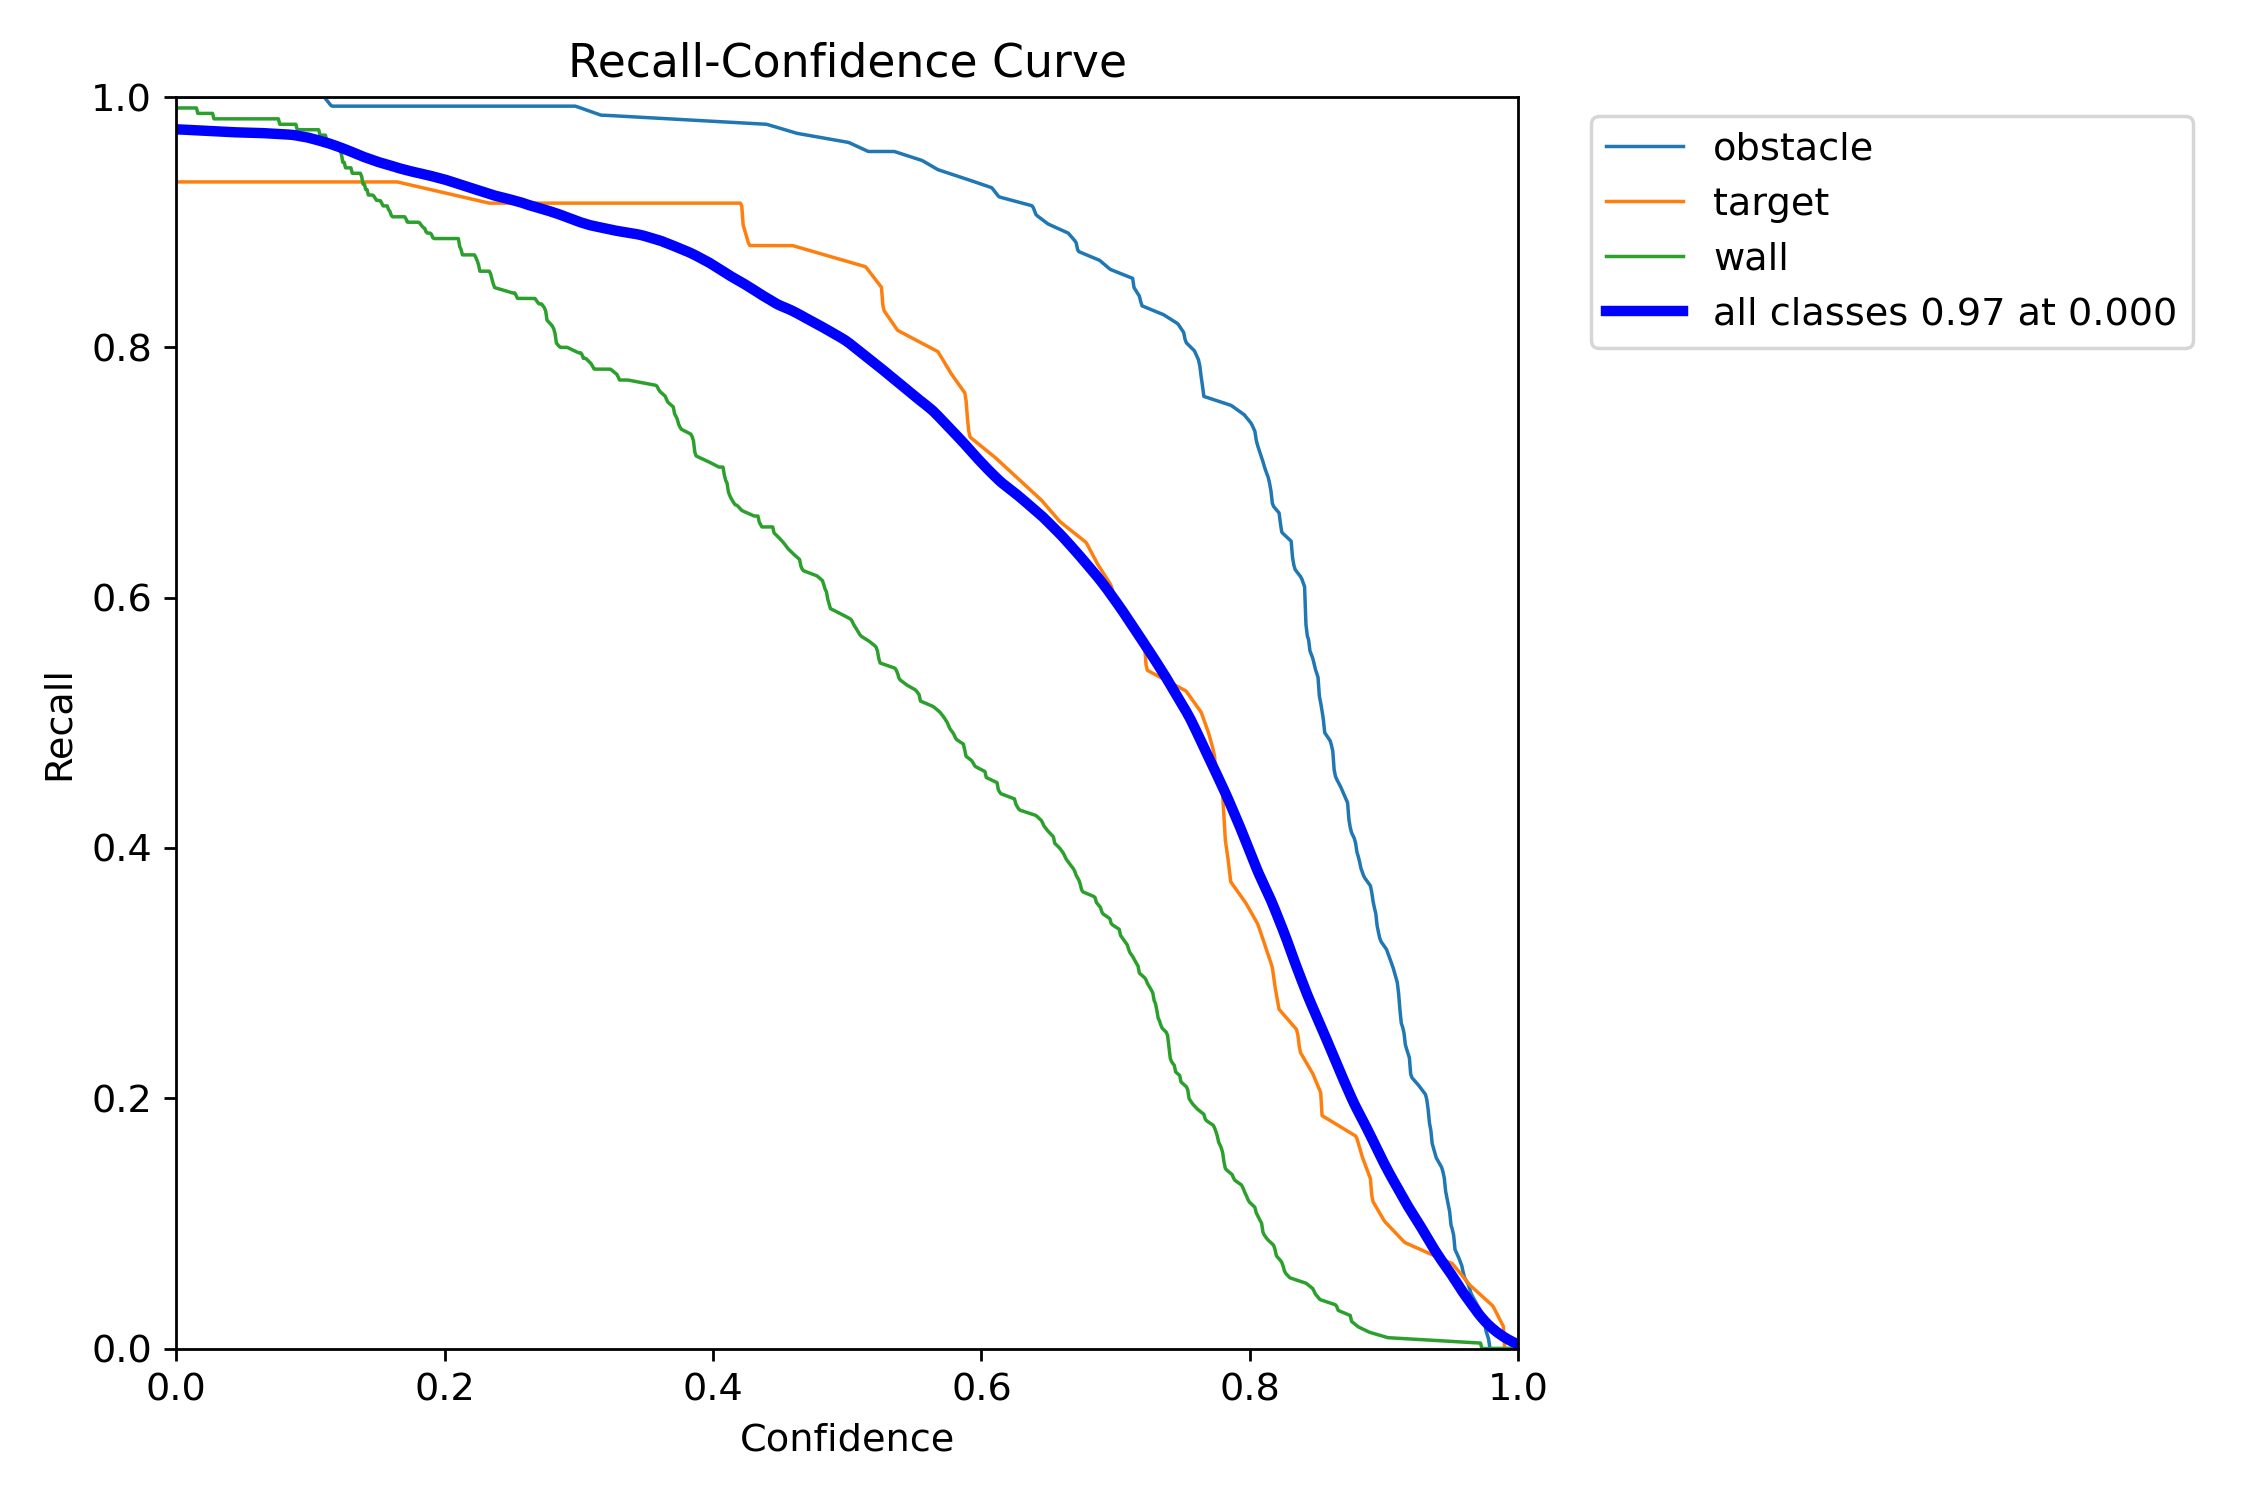 Recall-Confidence Curve
1.0
0.8
0.6
0.4
0.2
0.0
Recall
0.0 0.2 0.4 0.6 0.8 1.0
Confidence
obstacle
target
wall
all classes 0.97 at 0.000